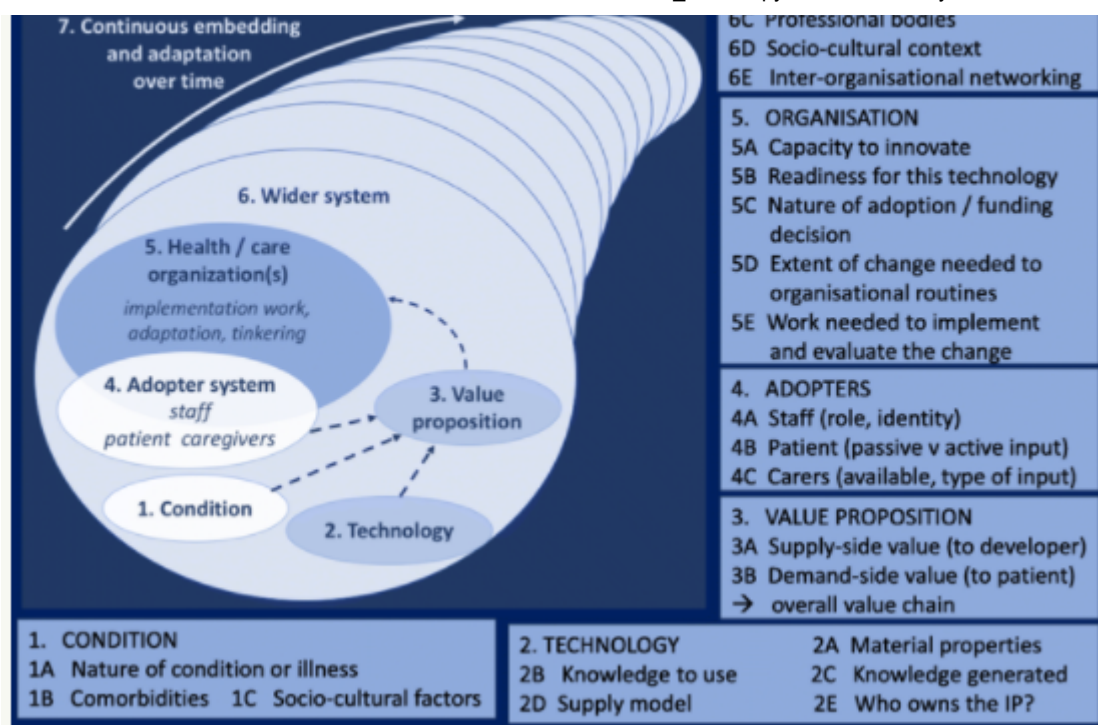 7. Continuous embedding
and adaptation
over time
6. Wider system
5. Health / care
organization(s)
implementation work,
adaptation, tinkering
4. Adopter system
staff
patient caregivers
3. Value
proposition
1. Condition
2. Technology
6C Professional bodies
6D Socio-cultural context
6E Inter-organisational networking
5. ORGANISATION
5A Capacity to innovate
5B Readiness for this technology
5C Nature of adoption / funding
decision
5D Extent of change needed to
organisational routines
5E Work needed to implement
and evaluate the change
4. ADOPTERS
4A Staff (role, identity)
4B Patient (passive v active input)
4C Carers (available, type of input)
3. VALUE PROPOSITION
3A Supply-side value (to developer)
3B Demand-side value (to patient)
→ overall value chain
1. CONDITION
1A Nature of condition or illness
1B Comorbidities 1C Socio-cultural factors
2. TECHNOLOGY 2A Material properties
2B Knowledge to use 2C Knowledge generated
2D Supply model 2E Who owns the IP?